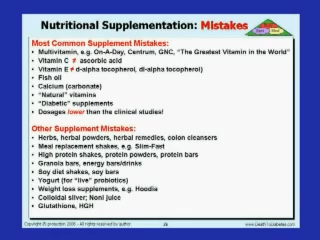 Nutritional Supplementation: Mistakes
Most Common Supplement Mistakes:
• Multivitamin, e.g. On-A-Day, Centrum, GNC, "The Greatest Vitamin in the World"
• Vitamin C ≠ ascorbic acid
• Vitamin E ≠ d-alpha tocopherol, dl-alpha tocopherol)
• Fish oil
• Calcium (carbonate)
• "Natural" vitamins
• "Diabetic" supplements
• Dosages lower than the clinical studies!
Other Supplement Mistakes:
• Herbs, herbal powders, herbal remedies, colon cleansers
• Meal replacement shakes, e.g. Slim-Fast
• High protein shakes, protein powders, protein bars
• Granola bars, energy bars/drinks
• Soy diet shakes, soy bars
• Yogurt (for "live" probiotics)
• Weight loss supplements, e.g. Hoodia
• Colloidal silver; Noni juice
• Glutathione, HGH